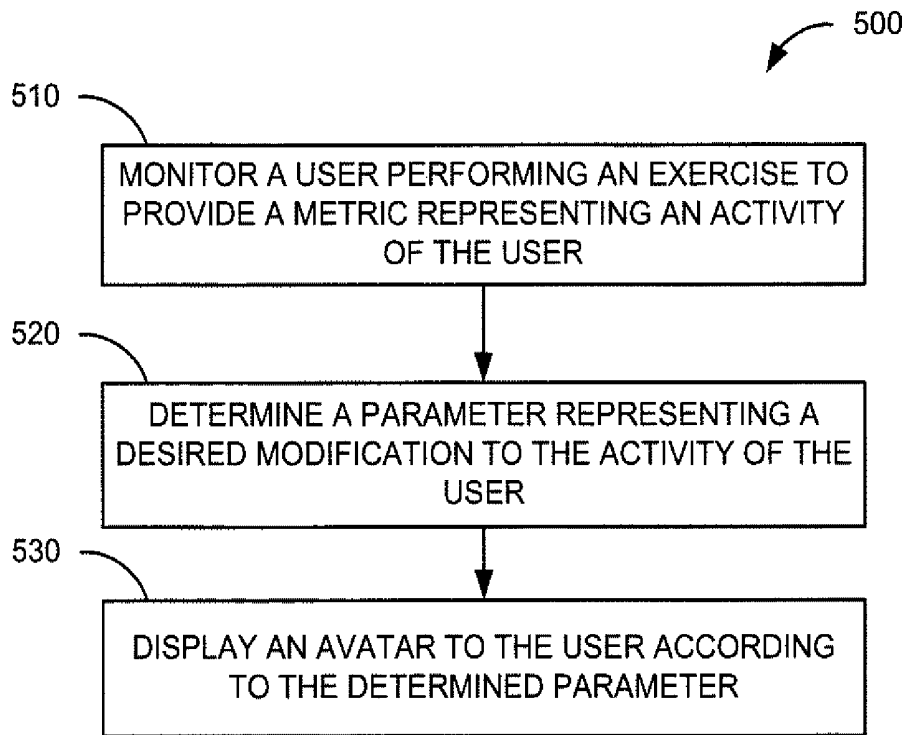 500
510
MONITOR A USER PERFORMING AN EXERCISE TO
PROVIDE A METRIC REPRESENTING AN ACTIVITY
OF THE USER
520
DETERMINE A PARAMETER REPRESENTING A
DESIRED MODIFICATION TO THE ACTIVITY OF THE
USER
530
DISPLAY AN AVATAR TO THE USER ACCORDING
TO THE DETERMINED PARAMETER